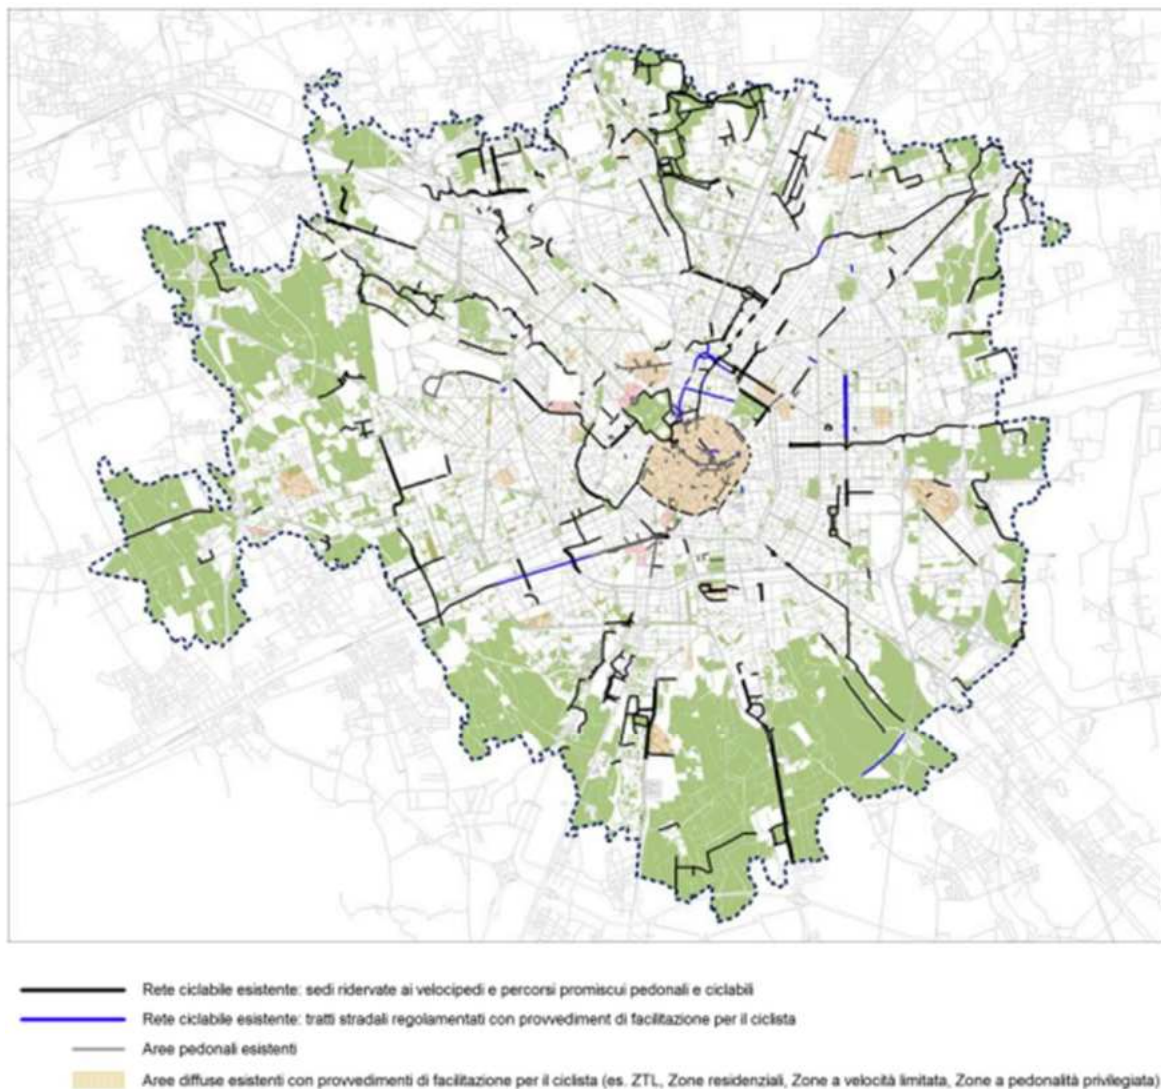 Rete ciclabile esistente: sedi ridervate ai velocipedi e percorsi promiscui pedonali e ciclabili
Rete ciclabile esistente: tratti stradali regolamentati con provvediment di facilitazione per il ciclista
Aree pedonali esistenti
Aree diffuse esistenti con provvedimenti di facilitazione per il ciclista (es. ZTL, Zone residenziali, Zone a velocità limitata, Zone a pedonalità privilegiata)